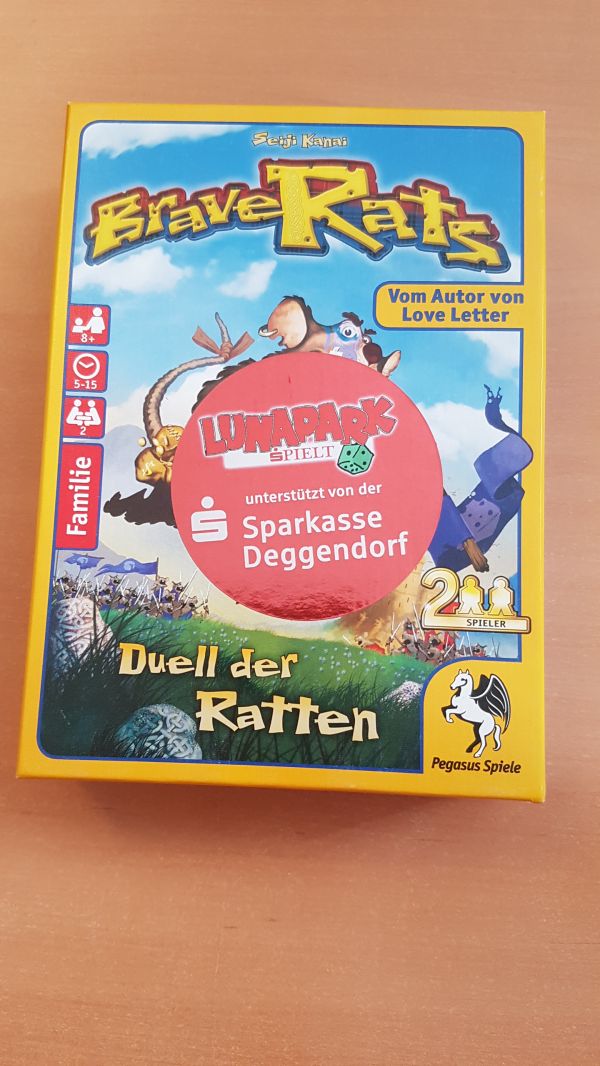 Seiji Kanai
BraveRats
Vom Autor von
Love Letter
8+
5-15
2
Familie
LUNAPARK
SPIELT
unterstützt von der
Sparkasse
Deggendorf
2
SPIELER
Duell der
Ratten
Pegasus Spiele